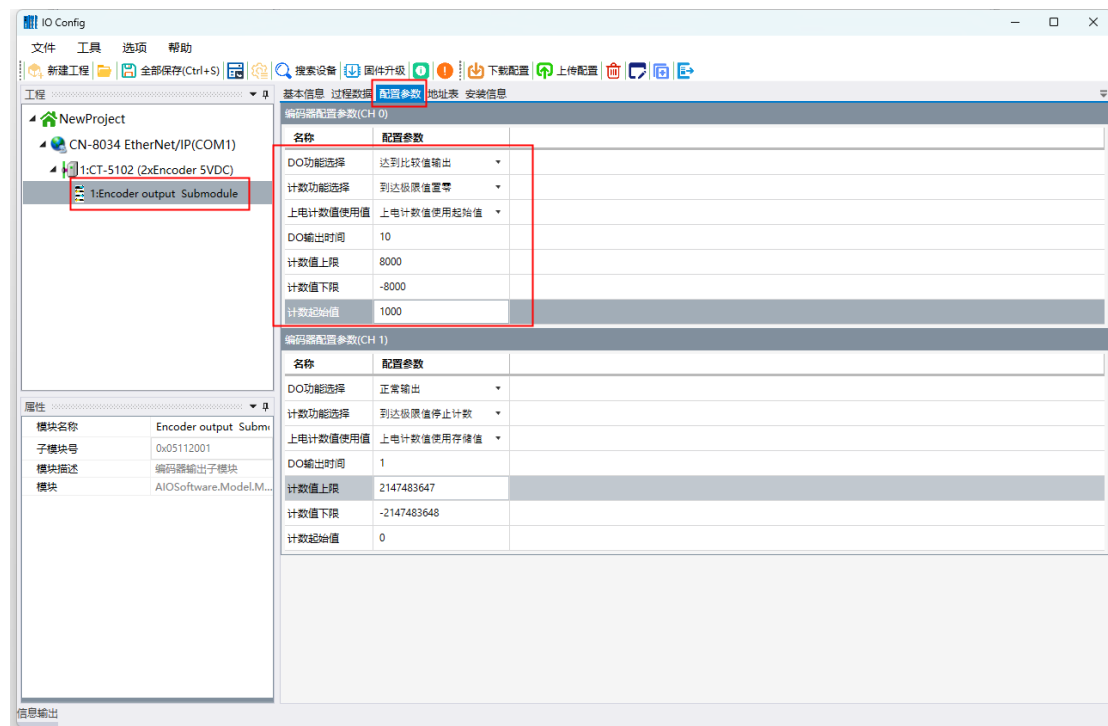 IO Config
文件 工具 选项 帮助
新建工程 全部保存(Ctrl+S) 搜索设备 固件升级 下载配置 上传配置
工程
NewProject
CN-8034 EtherNet/IP(COM1)
1:CT-5102 (2xEncoder 5VDC)
1:Encoder output Submodule
属性
模块名称 Encoder output Subm
子模块号 0x05112001
模块描述 编码器输出子模块
模块 AIOSoftware.Model.M...
基本信息 过程数据 配置参数 地址表 安装信息
编码器配置参数(CH 0)
名称 配置参数
DO功能选择 达到比较值输出
计数功能选择 到达极限值置零
上电计数值使用值 上电计数值使用起始值
DO输出时间 10
计数值上限 8000
计数值下限 -8000
计数起始值 1000
编码器配置参数(CH 1)
名称 配置参数
DO功能选择 正常输出
计数功能选择 到达极限值停止计数
上电计数值使用值 上电计数值使用存储值
DO输出时间 1
计数值上限 2147483647
计数值下限 -2147483648
计数起始值 0
信息输出